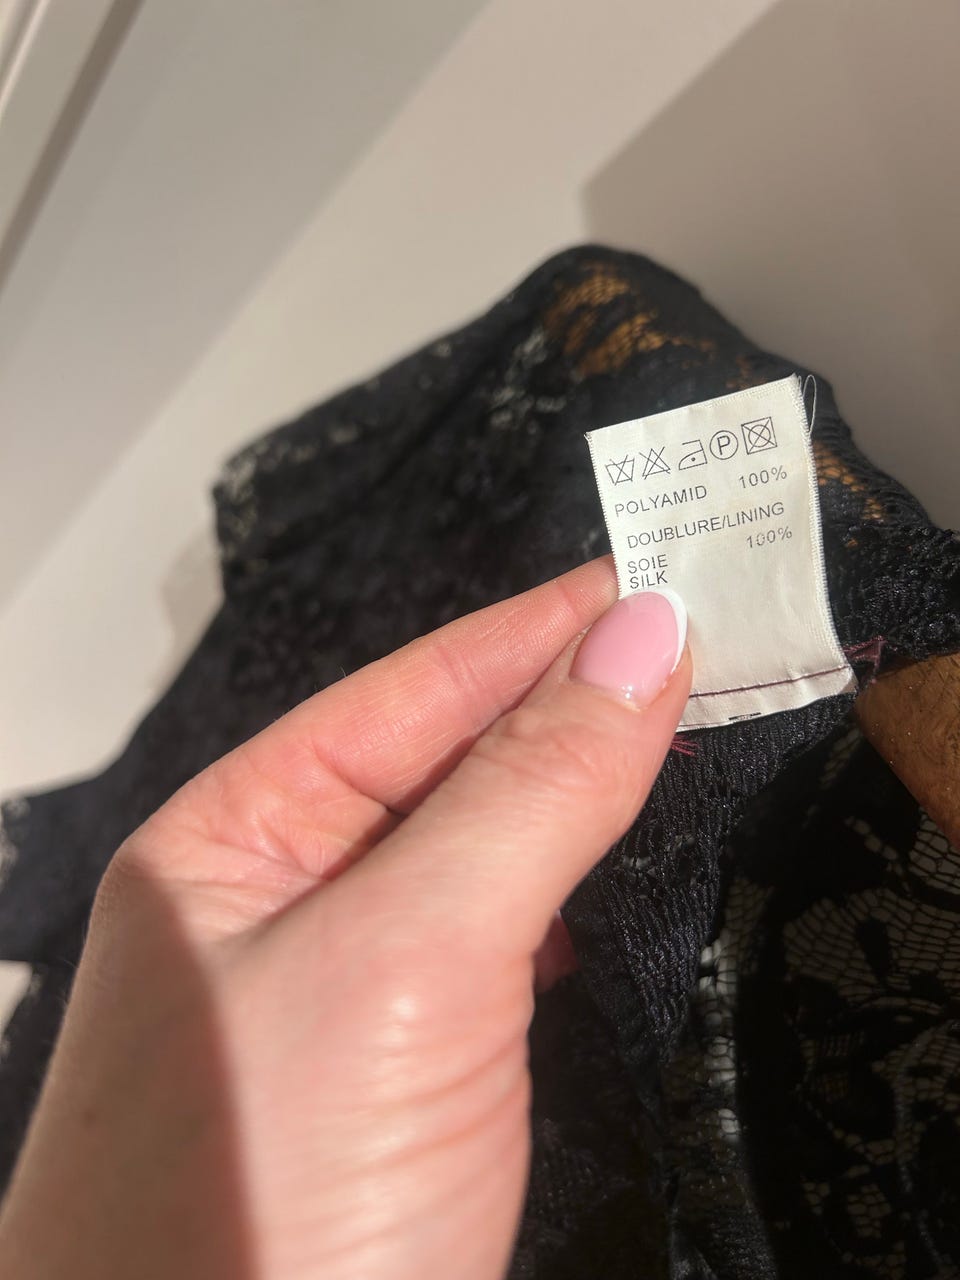 P
POLYAMID 100%
DOUBLURE/LINING
SOIE 100%
SILK